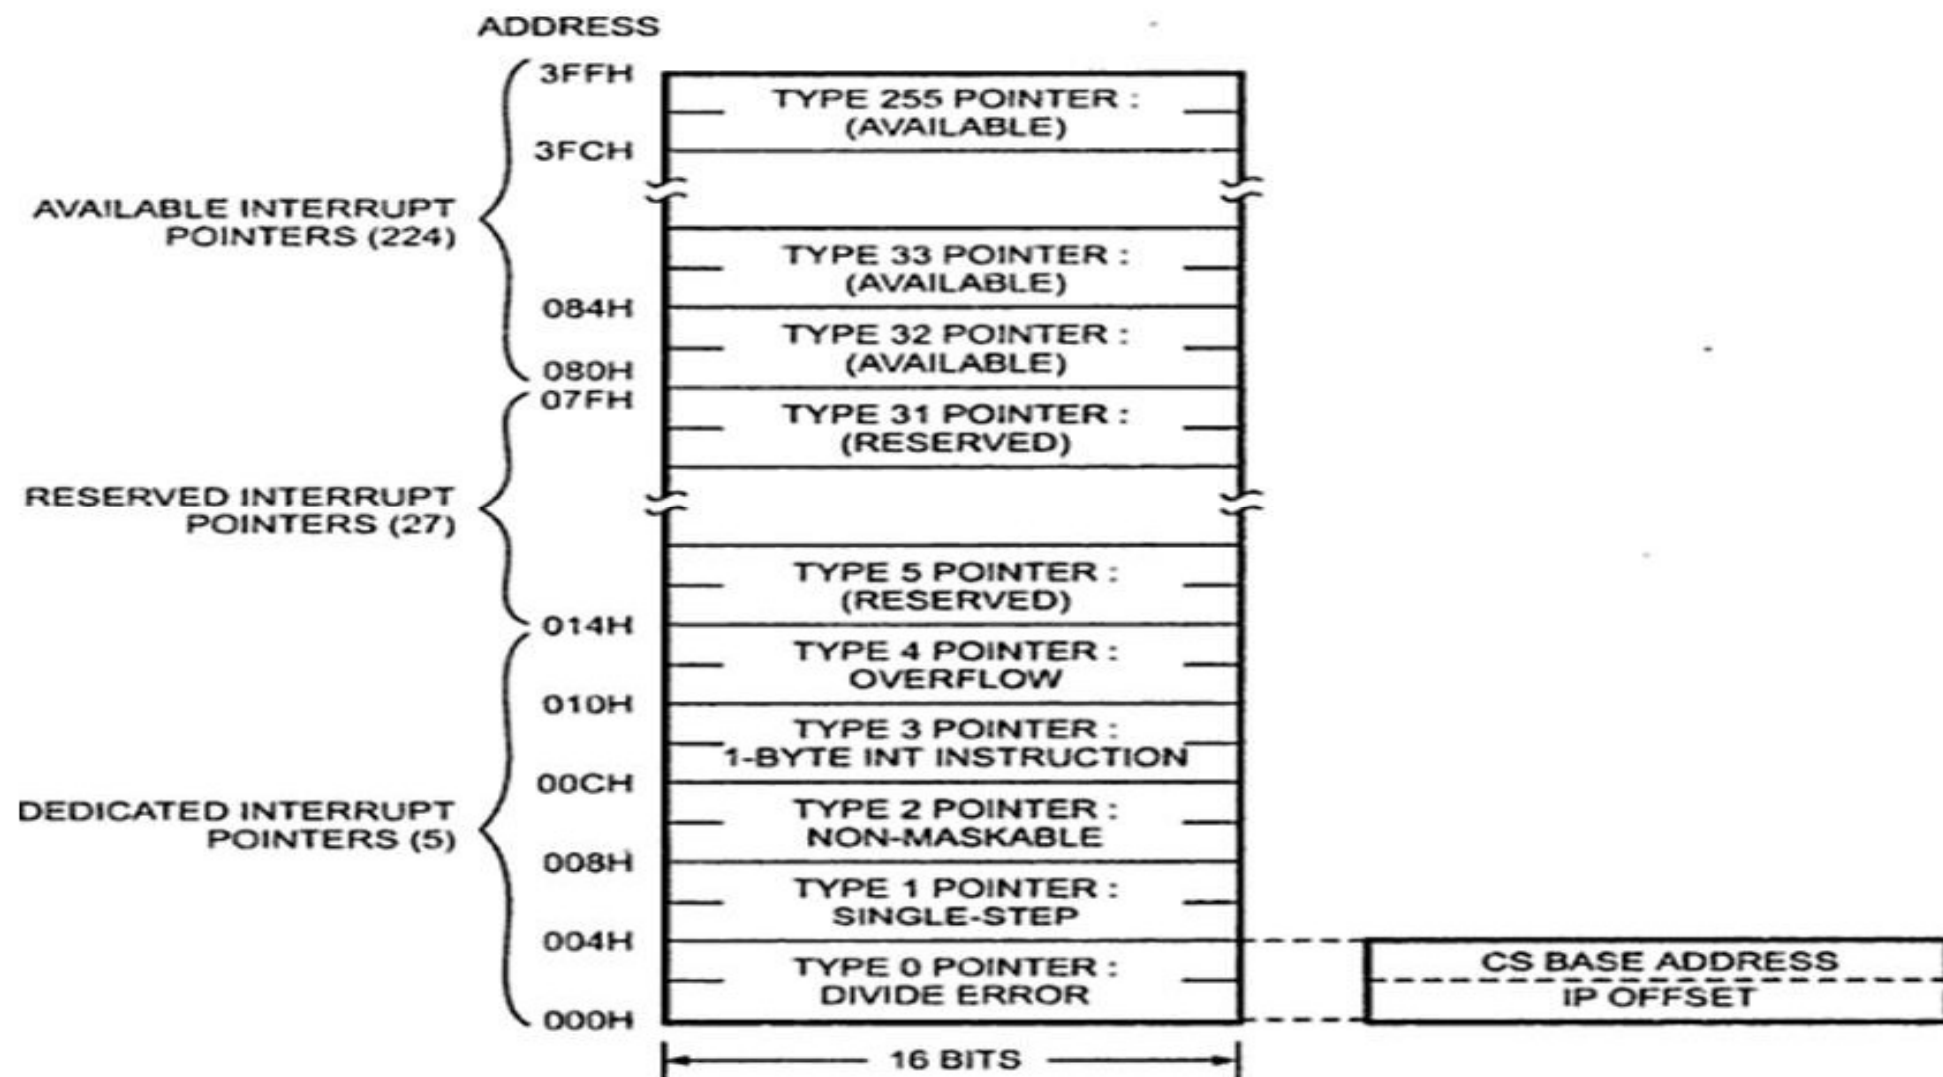 ADDRESS
3FFH
TYPE 255 POINTER :
(AVAILABLE)
3FCH
AVAILABLE INTERRUPT
POINTERS (224)
TYPE 33 POINTER :
(AVAILABLE)
084H
TYPE 32 POINTER :
(AVAILABLE)
080H
07FH
TYPE 31 POINTER :
(RESERVED)
RESERVED INTERRUPT
POINTERS (27)
TYPE 5 POINTER :
(RESERVED)
014H
TYPE 4 POINTER :
OVERFLOW
010H
TYPE 3 POINTER :
1-BYTE INT INSTRUCTION
00CH
DEDICATED INTERRUPT
POINTERS (5)
TYPE 2 POINTER :
NON-MASKABLE
008H
TYPE 1 POINTER :
SINGLE-STEP
004H
TYPE 0 POINTER :
DIVIDE ERROR
000H
CS BASE ADDRESS
IP OFFSET
16 BITS